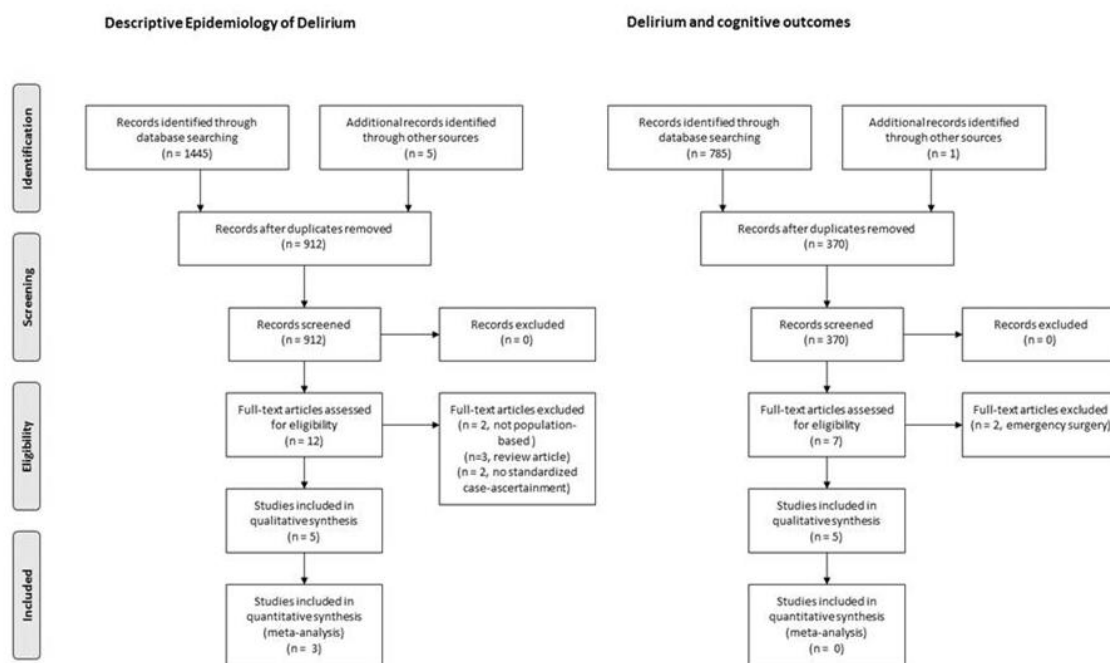 Descriptive Epidemiology of Delirium
Delirium and cognitive outcomes
Identification
Records identified through
database searching
(n = 1445)
Additional records identified
through other sources
(n = 5)
Records identified through
database searching
(n = 785)
Additional records identified
through other sources
(n = 1)
Records after duplicates removed
(n = 912)
Records after duplicates removed
(n = 370)
Screening
Records screened
(n = 912)
Records excluded
(n = 0)
Records screened
(n = 370)
Records excluded
(n = 0)
Eligibility
Full-text articles assessed
for eligibility
(n = 12)
Full-text articles excluded
(n = 2, not population-
based )
(n=3, review article)
(n = 2, no standardized
case-ascertainment)
Full-text articles assessed
for eligibility
(n = 7)
Full-text articles excluded
(n = 2, emergency surgery)
Studies included in
qualitative synthesis
(n = 5)
Studies included in
qualitative synthesis
(n = 5)
Included
Studies included in
quantitative synthesis
(meta-analysis)
(n = 3)
Studies included in
quantitative synthesis
(meta-analysis)
(n = 0)